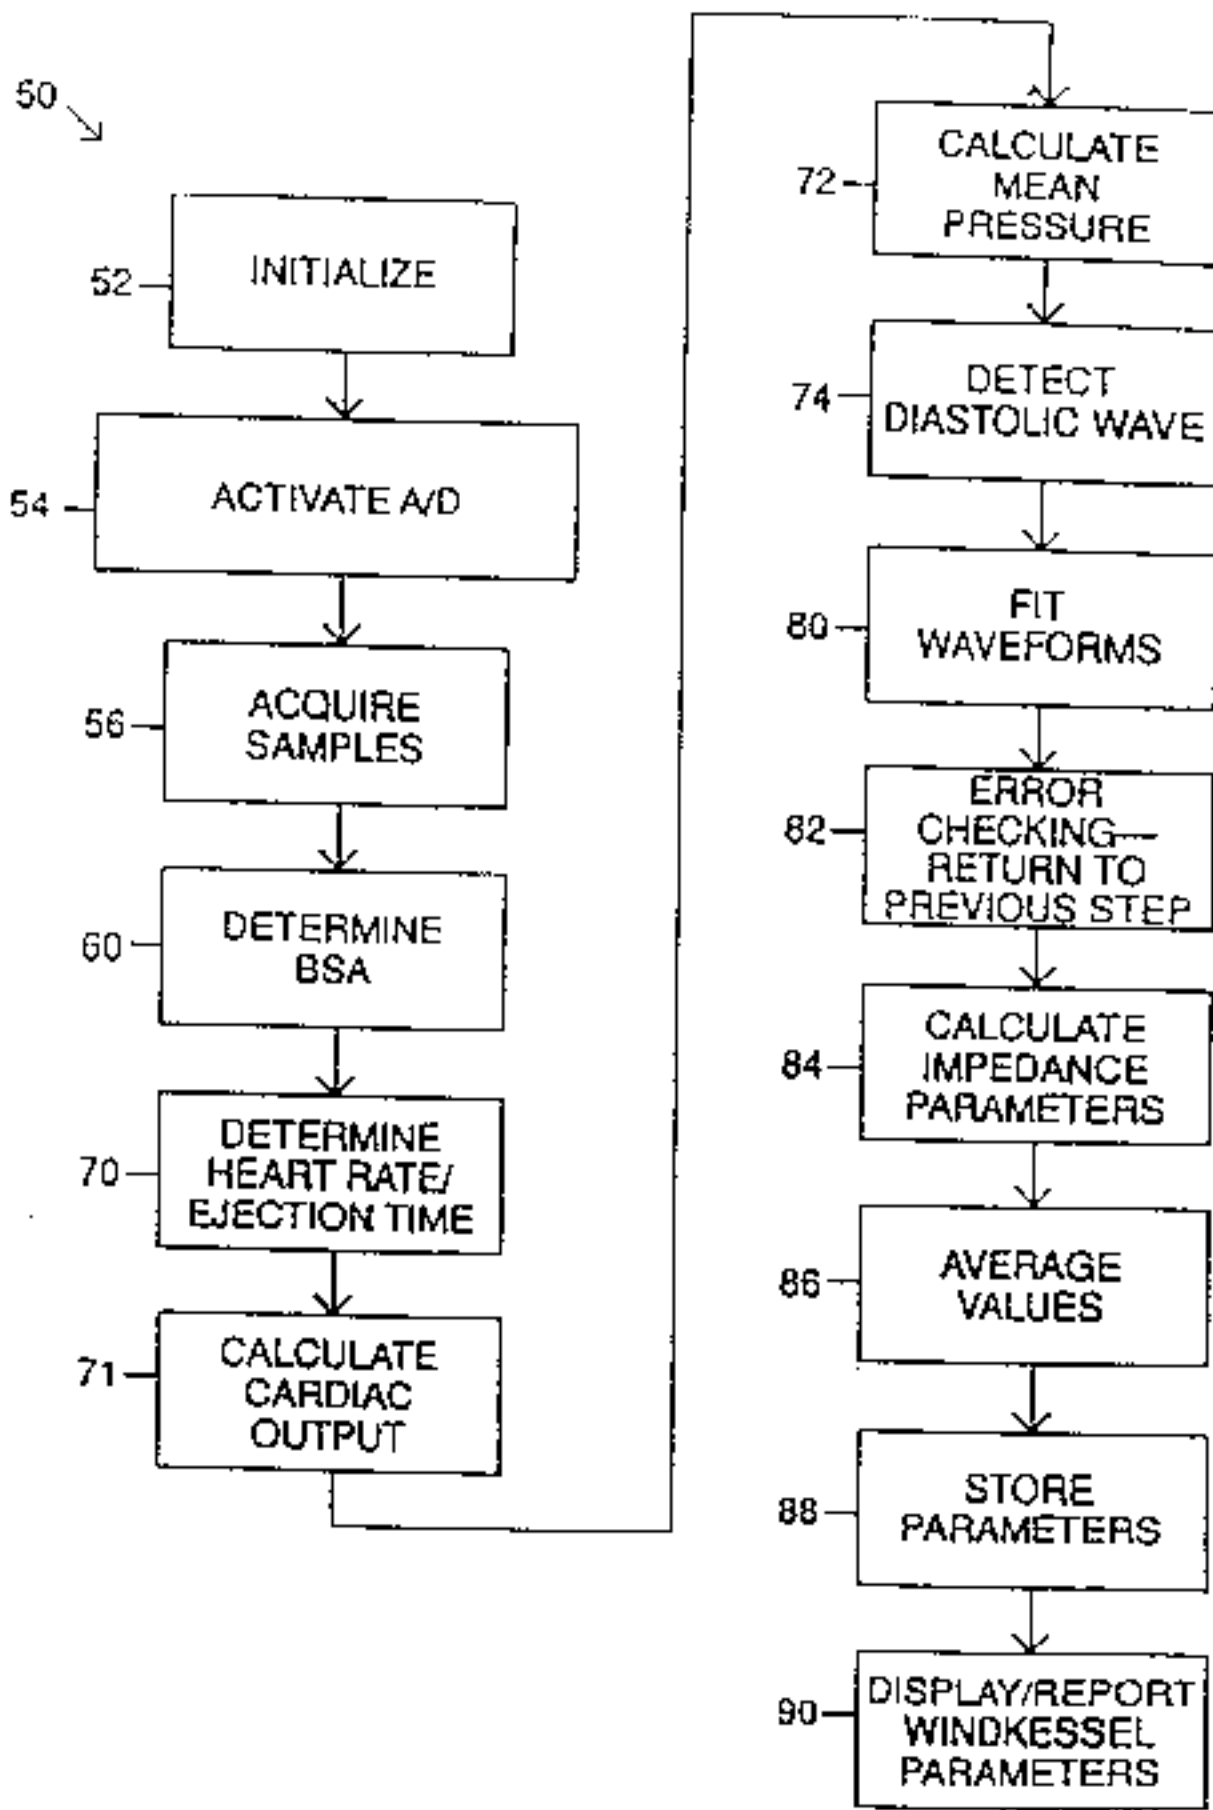 50
52
INITIALIZE
54
ACTIVATE A/D
56
ACQUIRE
SAMPLES
60
DETERMINE
BSA
70
DETERMINE
HEART RATE/
EJECTION TIME
71
CALCULATE
CARDIAC
OUTPUT
72
CALCULATE
MEAN
PRESSURE
74
DETECT
DIASTOLIC WAVE
80
FIT
WAVEFORMS
82
ERROR
CHECKING—
RETURN TO
PREVIOUS STEP
84
CALCULATE
IMPEDANCE
PARAMETERS
86
AVERAGE
VALUES
88
STORE
PARAMETERS
90
DISPLAY/REPORT
WINDKESSEL
PARAMETERS